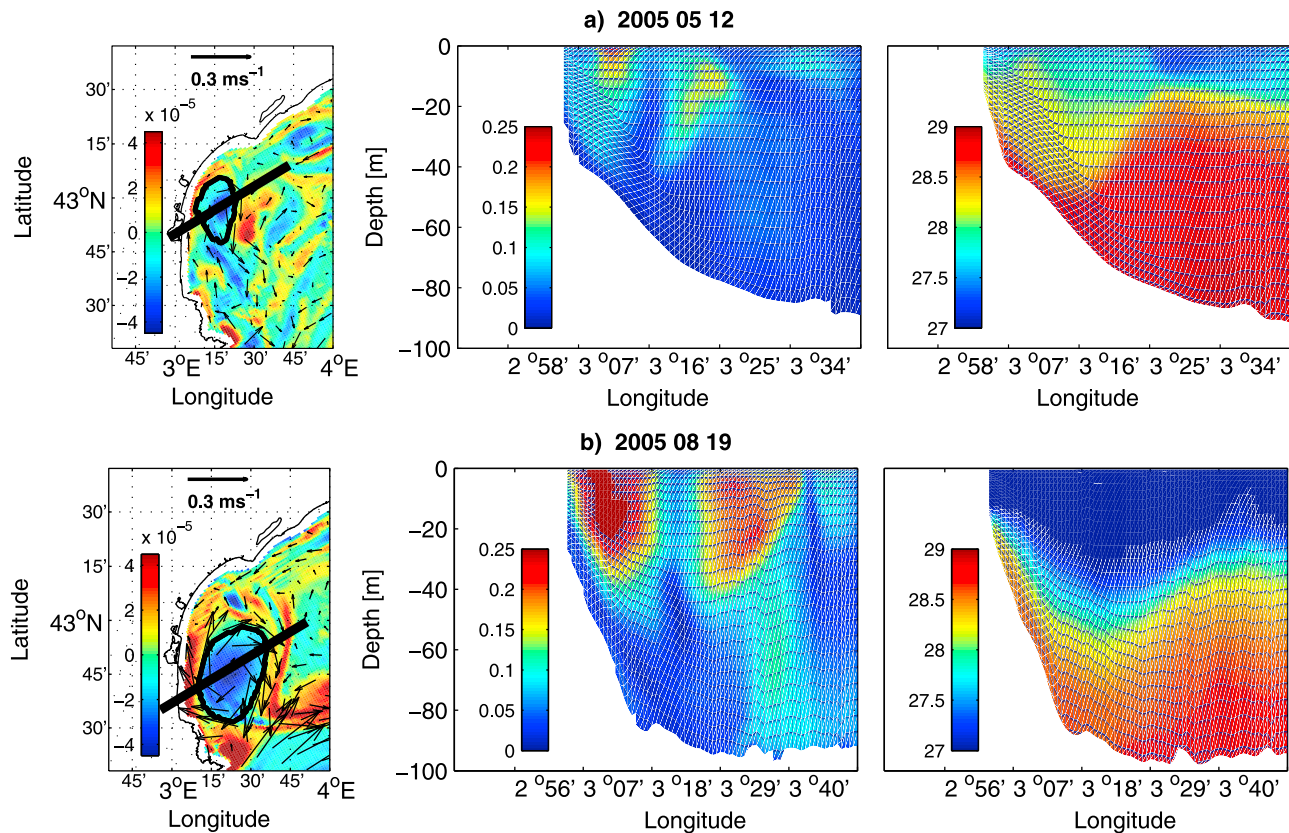 a) 2005 05 12
0.3 ms⁻¹
x 10⁻⁵
4
2
0
−2
−4
30'
15'
43°N
45'
30'
45'
3°E
15'
30'
45'
4°E
Latitude
Longitude
0
−20
−40
−60
−80
−100
Depth [m]
0.25
0.2
0.15
0.1
0.05
0
2°58' 3°07' 3°16' 3°25' 3°34'
Longitude
29
28.5
28
27.5
27
2°58' 3°07' 3°16' 3°25' 3°34'
Longitude
b) 2005 08 19
0.3 ms⁻¹
x 10⁻⁵
4
2
0
−2
−4
30'
15'
43°N
45'
30'
45'
3°E
15'
30'
45'
4°E
Latitude
Longitude
0
−20
−40
−60
−80
−100
Depth [m]
0.25
0.2
0.15
0.1
0.05
0
2°56' 3°07' 3°18' 3°29' 3°40'
Longitude
29
28.5
28
27.5
27
2°56' 3°07' 3°18' 3°29' 3°40'
Longitude